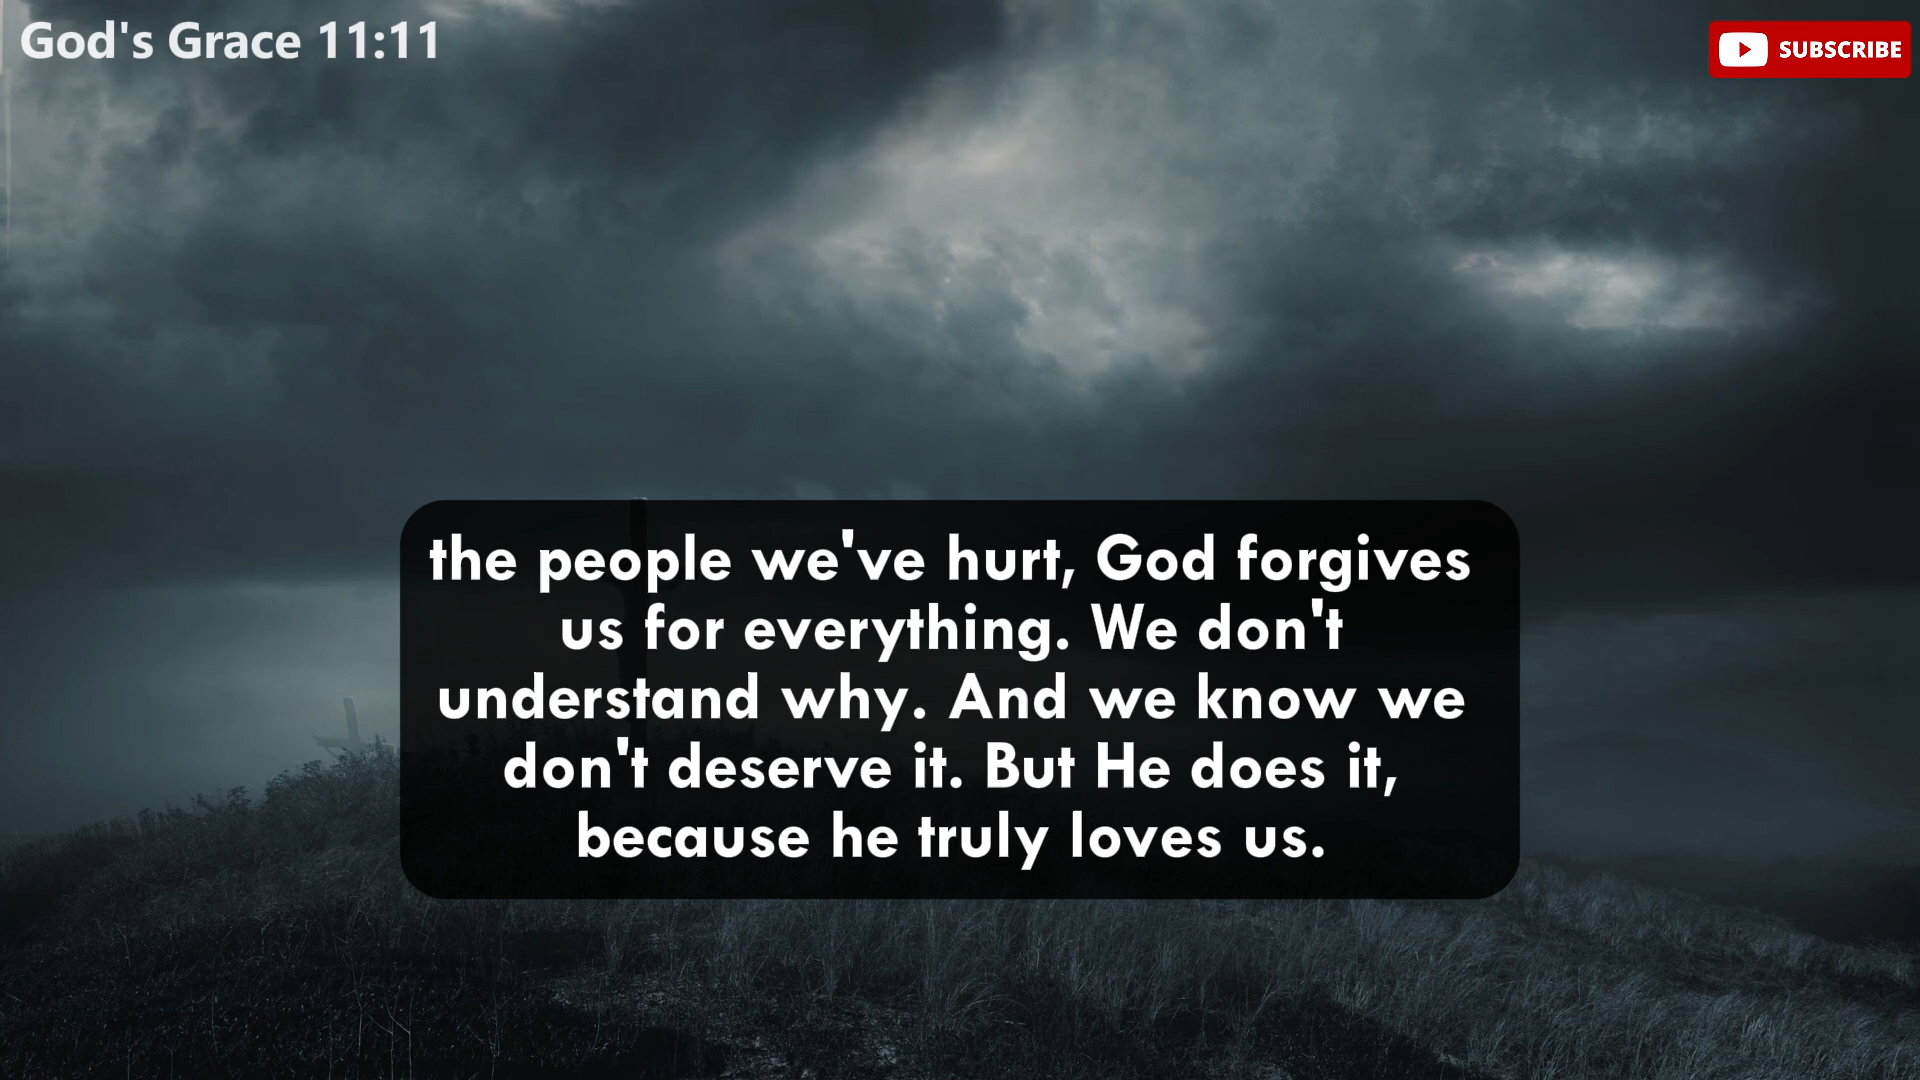 God's Grace 11:11
SUBSCRIBE
the people we've hurt, God forgives
us for everything. We don't
understand why. And we know we
don't deserve it. But He does it,
because he truly loves us.